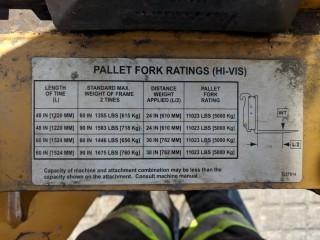 PALLET FORK RATINGS (HI-VIS)
LENGTH OF TINE (L) STANDARD MAX. WEIGHT OF FRAME 2 TINES DISTANCE WEIGHT APPLIED (L/2) PALLET FORK RATING
48 IN [1220 MM] 60 IN 1355 LBS [615 Kg] 24 IN [610 MM] 11023 LBS [5000 KG]
48 IN [1220 MM] 90 IN 1583 LBS [718 Kg] 24 IN [610 MM] 11023 LBS [5000 KG]
60 IN [1524 MM] 60 IN 1446 LBS [656 Kg] 30 IN [762 MM] 11023 LBS [5000 KG]
60 IN [1524 MM] 90 IN 1675 LBS [760 Kg] 30 IN [762 MM] 11023 LBS [5000 KG]
WT
L/2
Capacity of machine and attachment combination may be less than the
capacity shown on the attachment. Consult machine manual.